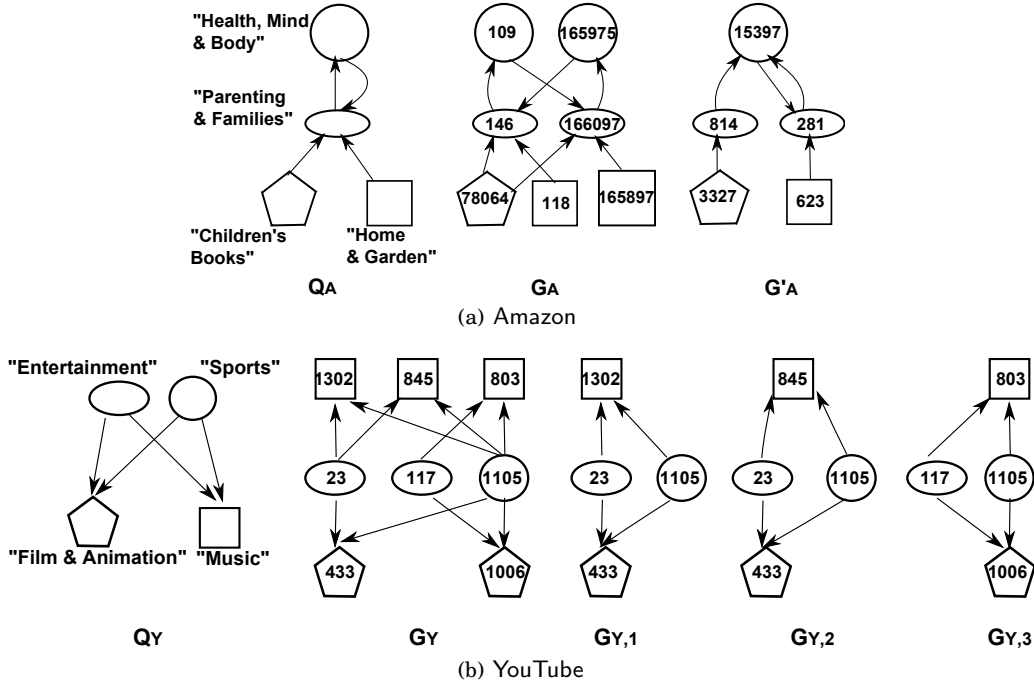 "Health, Mind
& Body"
109
165975
15397
"Parenting
& Families"
146
166097
814
281
78064
118
165897
3327
623
"Children's
Books"
"Home
& Garden"
QA
GA
G'A
(a) Amazon
"Entertainment"
"Sports"
1302
845
803
1302
845
803
23
117
1105
23
1105
23
1105
117
1105
"Film & Animation"
"Music"
433
1006
433
433
1006
QY
GY
GY,1
GY,2
GY,3
(b) YouTube